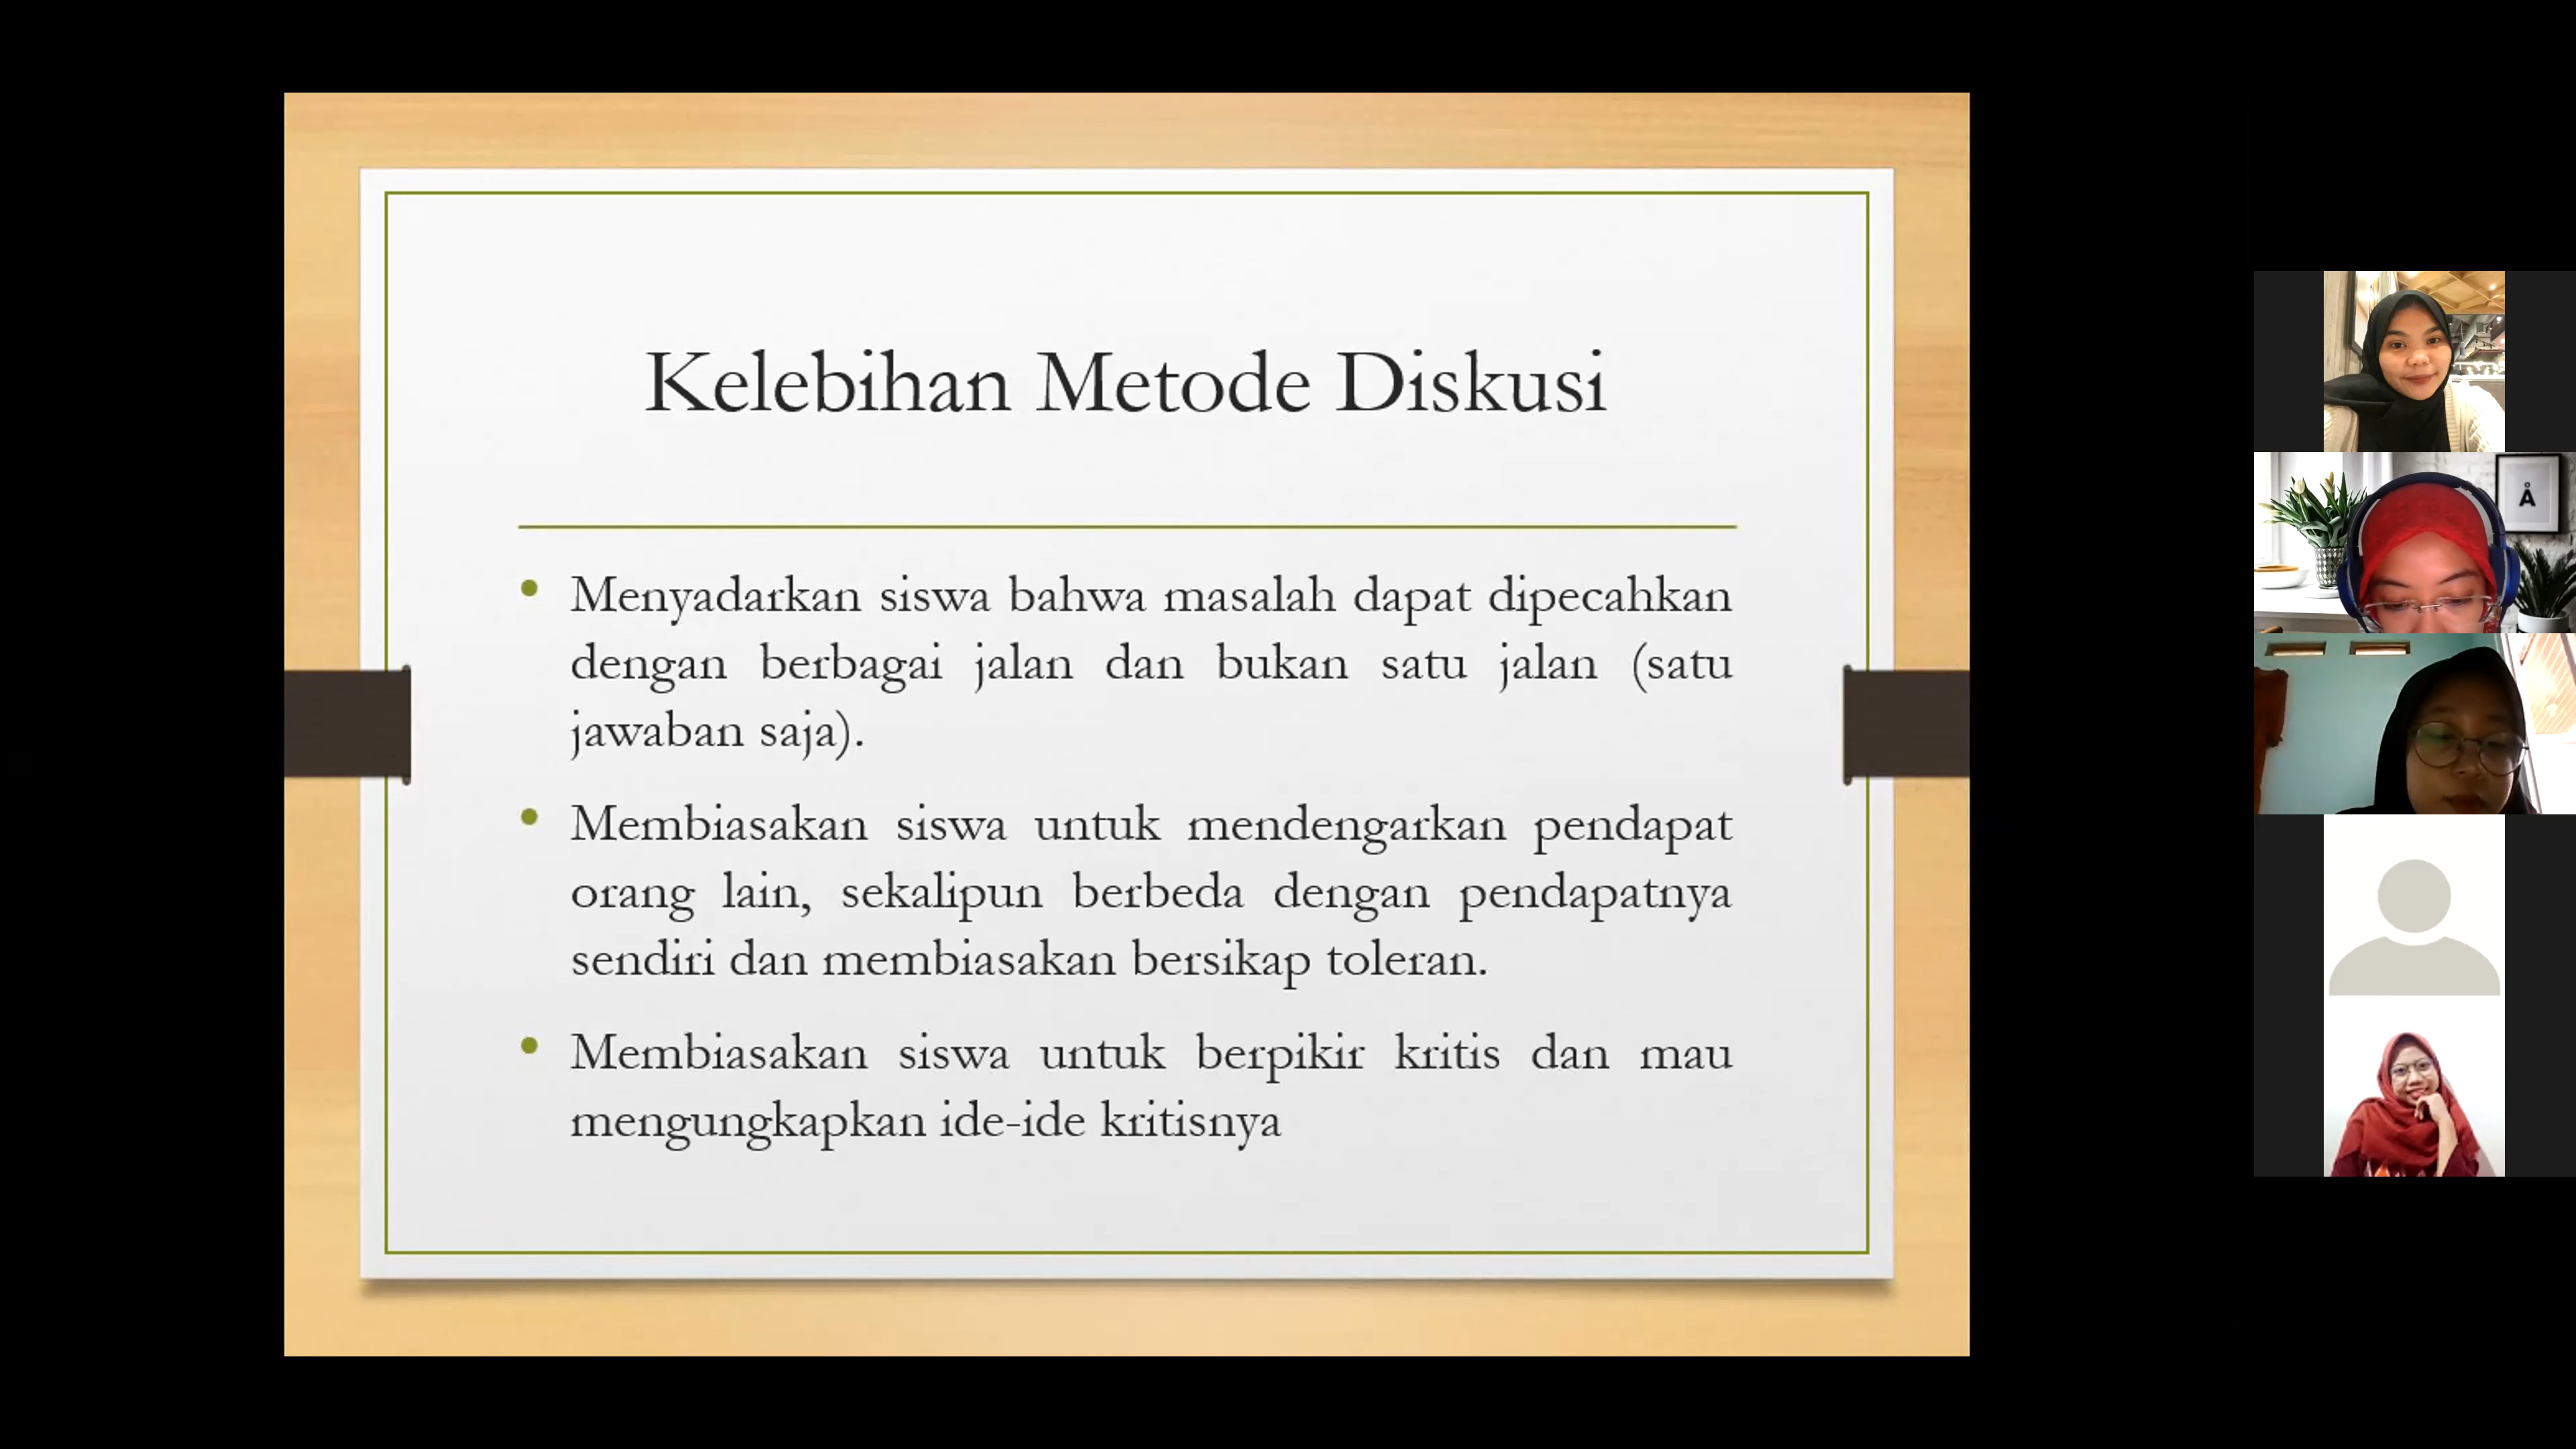 Kelebihan Metode Diskusi
Menyadarkan siswa bahwa masalah dapat dipecahkan
dengan berbagai jalan dan bukan satu jalan (satu
jawaban saja).
Membiasakan siswa untuk mendengarkan pendapat
orang lain, sekalipun berbeda dengan pendapatnya
sendiri dan membiasakan bersikap toleran.
Membiasakan siswa untuk berpikir kritis dan mau
mengungkapkan ide-ide kritisnya
Å